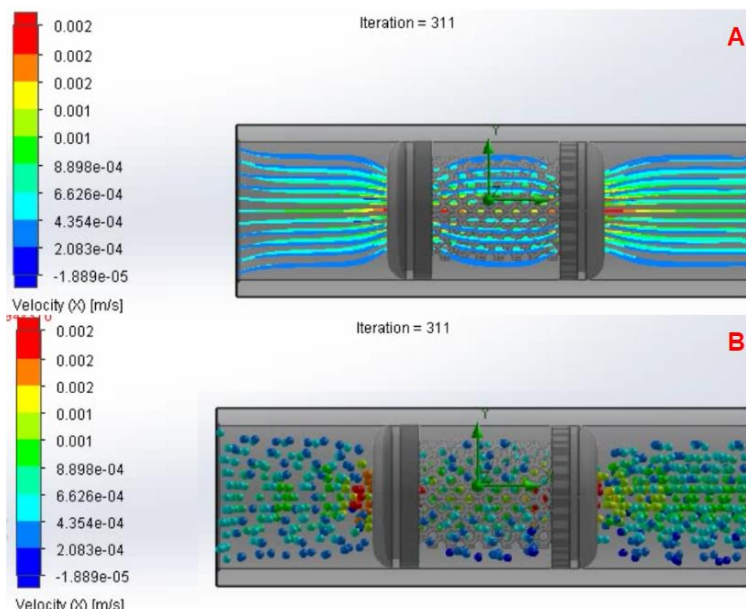 Iteration = 311
A
0.002
0.002
0.002
0.001
0.001
8.898e-04
6.626e-04
4.354e-04
2.083e-04
-1.889e-05
Velocity (X) [m/s]
Y
Z
Iteration = 311
B
0.002
0.002
0.002
0.001
0.001
8.898e-04
6.626e-04
4.354e-04
2.083e-04
-1.889e-05
Velocity (X) [m/s]
Y